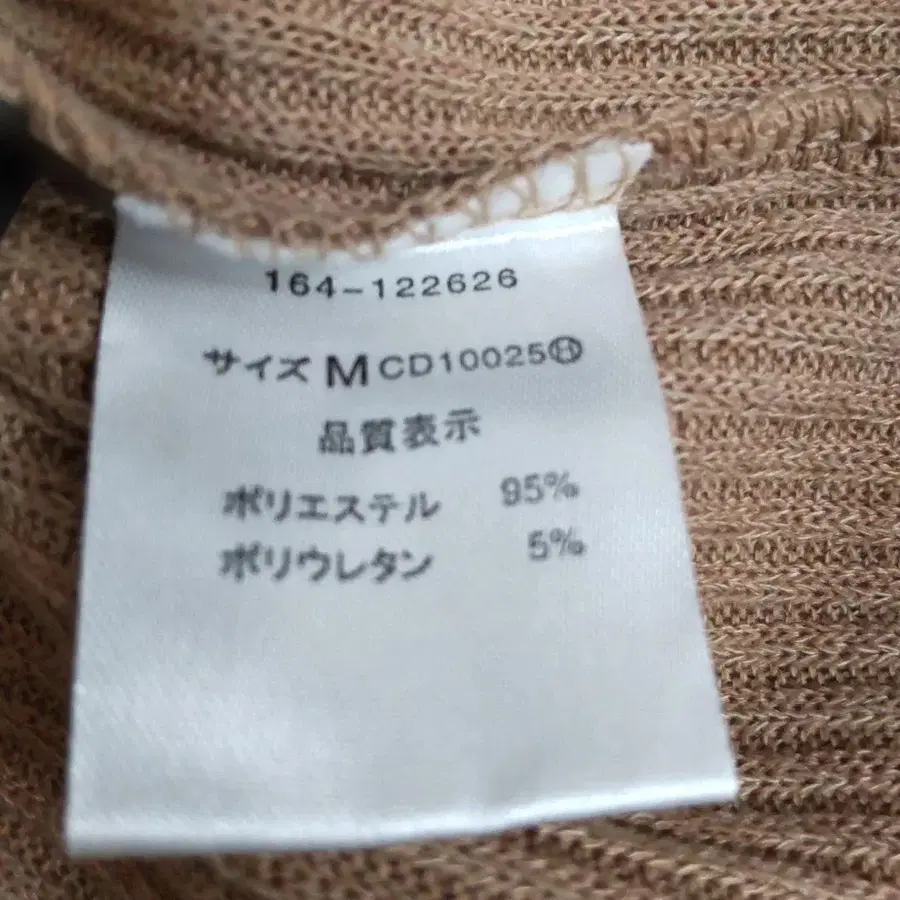 164-122626
サイズ M CD10025Ⓗ
品質表示
ポリエステル 95%
ポリウレタン 5%